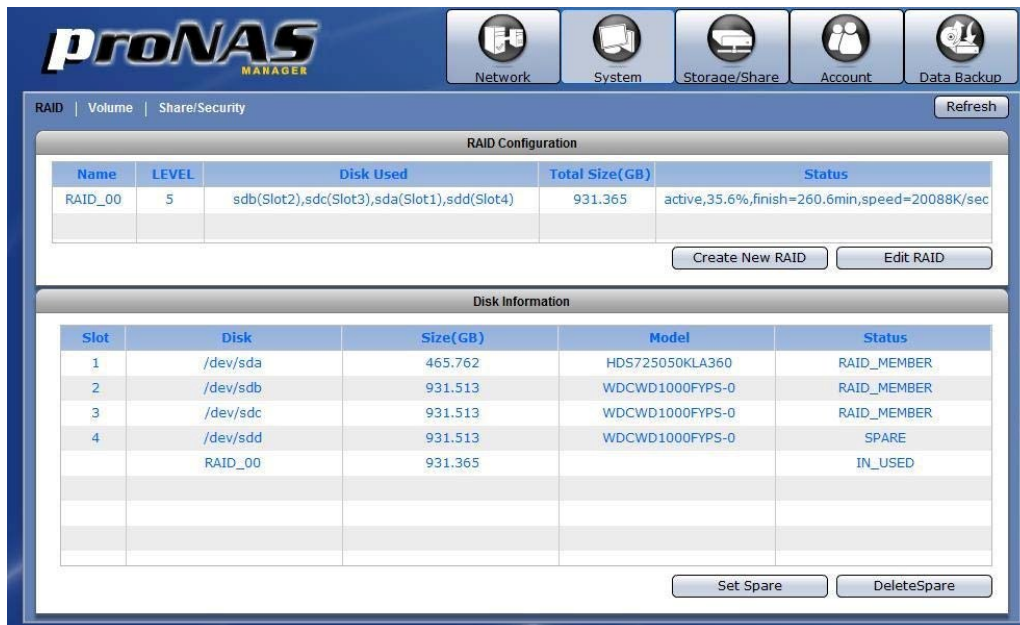 proNAS
MANAGER
Network System Storage/Share Account Data Backup
RAID | Volume | Share/Security Refresh
RAID Configuration
Name LEVEL Disk Used Total Size(GB) Status
RAID_00 5 sdb(Slot2),sdc(Slot3),sda(Slot1),sdd(Slot4) 931.365 active,35.6%,finish=260.6min,speed=20088K/sec
Create New RAID Edit RAID
Disk Information
Slot Disk Size(GB) Model Status
1 /dev/sda 465.762 HDS725050KLA360 RAID_MEMBER
2 /dev/sdb 931.513 WDCWD1000FYPS-0 RAID_MEMBER
3 /dev/sdc 931.513 WDCWD1000FYPS-0 RAID_MEMBER
4 /dev/sdd 931.513 WDCWD1000FYPS-0 SPARE
RAID_00 931.365 IN_USED
Set Spare DeleteSpare